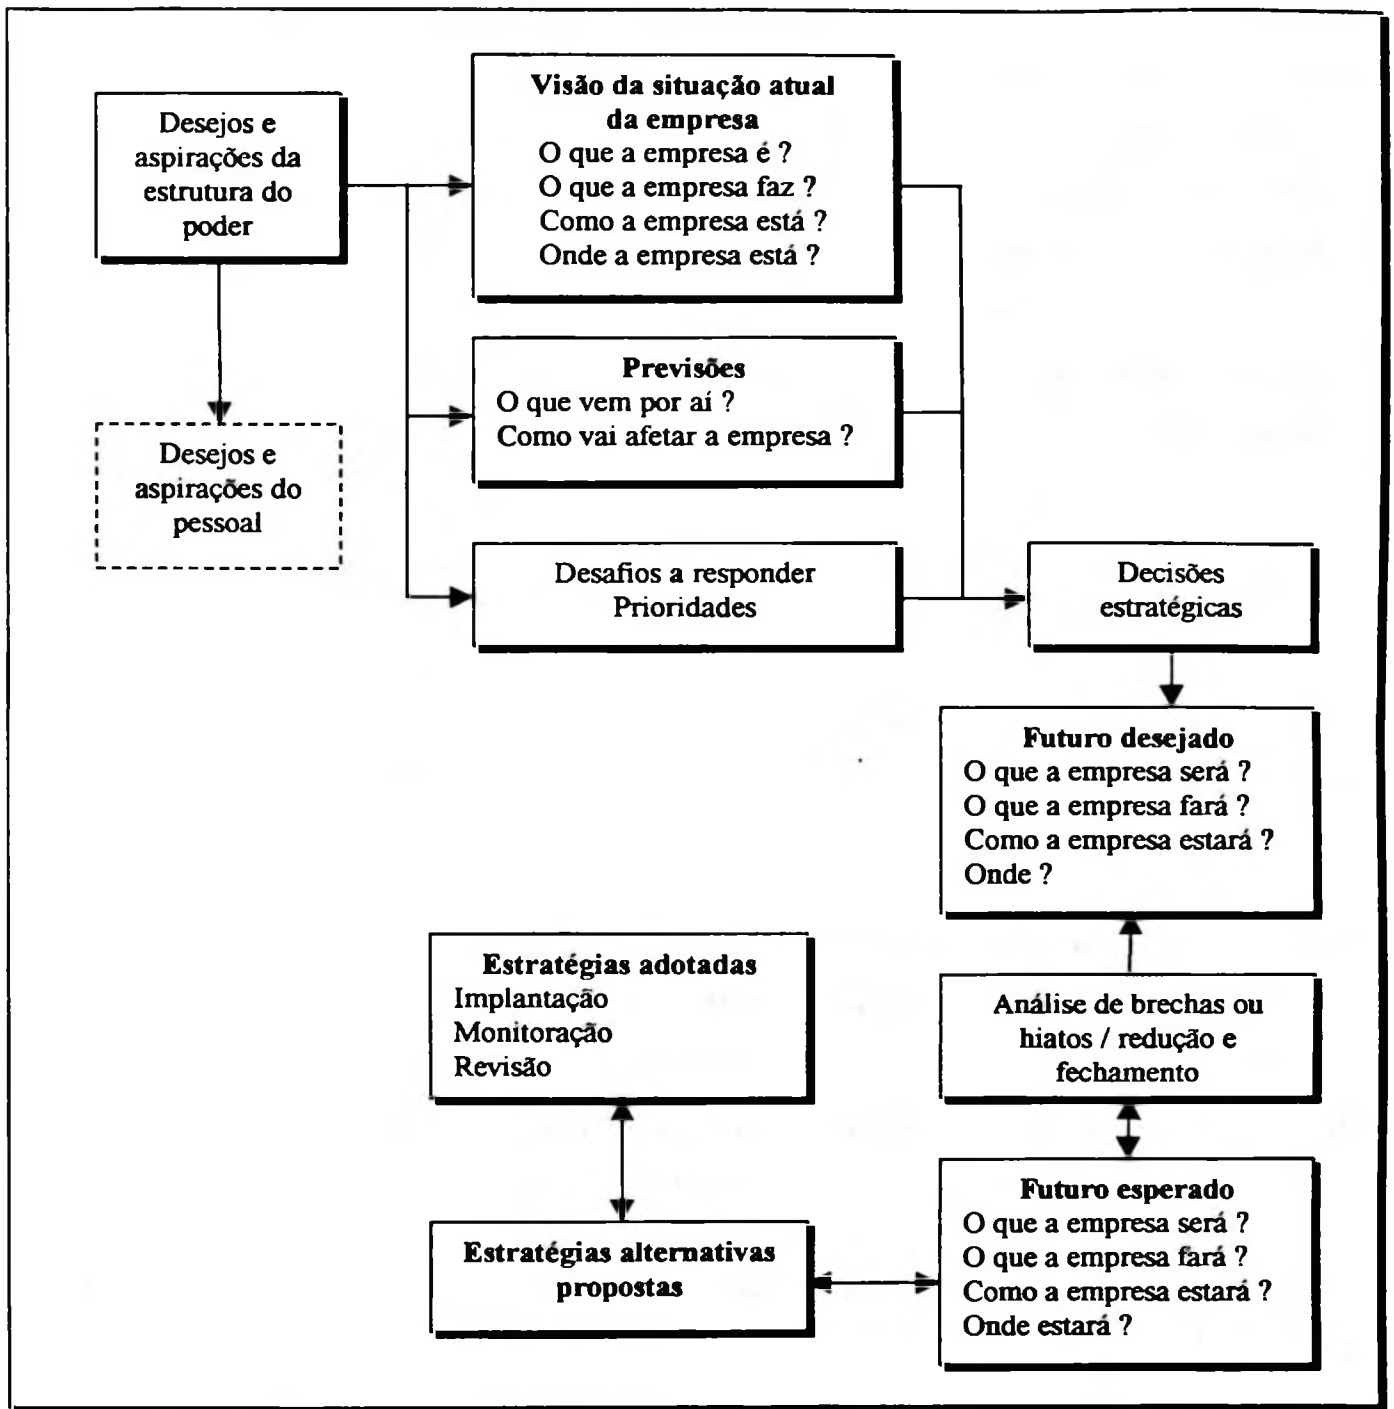 Desejos e
aspirações da
estrutura do
poder
Visão da situação atual
da empresa
O que a empresa é ?
O que a empresa faz ?
Como a empresa está ?
Onde a empresa está ?
Previsões
O que vem por aí ?
Como vai afetar a empresa ?
Desejos e
aspirações do
pessoal
Desafios a responder
Prioridades
Decisões
estratégicas
Futuro desejado
O que a empresa será ?
O que a empresa fará ?
Como a empresa estará ?
Onde ?
Estratégias adotadas
Implantação
Monitoração
Revisão
Análise de brechas ou
hiatos / redução e
fechamento
Estratégias alternativas
propostas
Futuro esperado
O que a empresa será ?
O que a empresa fará ?
Como a empresa estará ?
Onde estará ?